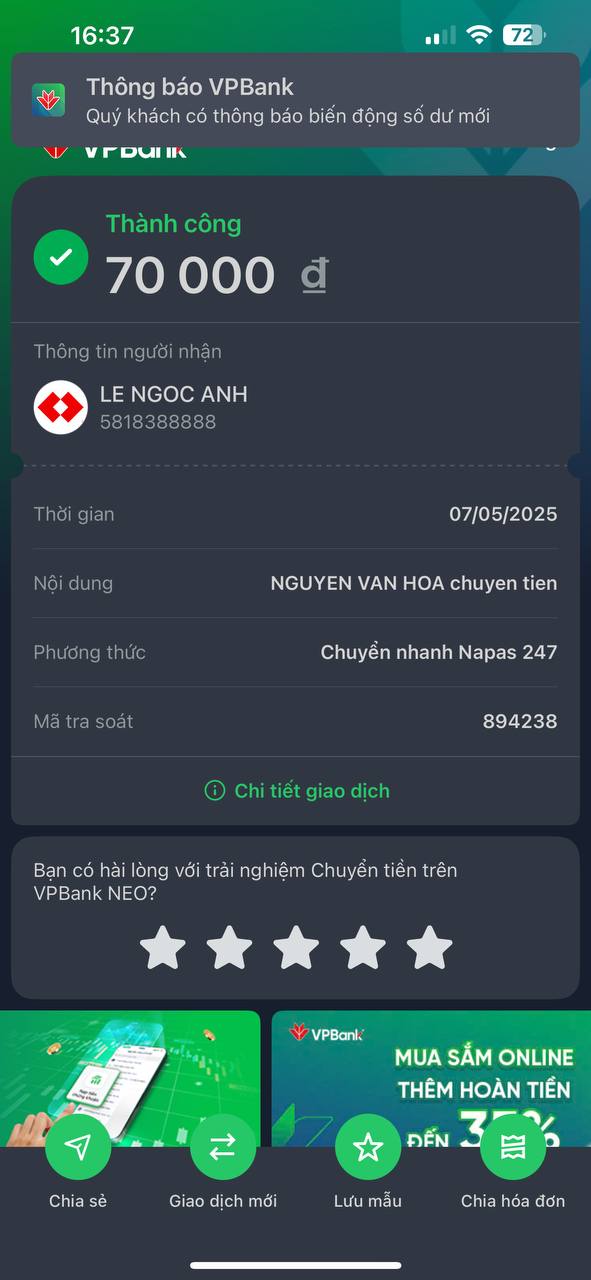 16:37
72
Thông báo VPBank
Quý khách có thông báo biến động số dư mới
VPBank
Thành công
70 000 đ
Thông tin người nhận
LE NGOC ANH
5818388888
Thời gian 07/05/2025
Nội dung NGUYEN VAN HOA chuyen tien
Phương thức Chuyển nhanh Napas 247
Mã tra soát 894238
Chi tiết giao dịch
Bạn có hài lòng với trải nghiệm Chuyển tiền trên
VPBank NEO?
VPBank
MUA SẮM ONLINE
THÊM HOÀN TIỀN
ĐẾN
Chia sẻ
Giao dịch mới
Lưu mẫu
Chia hóa đơn